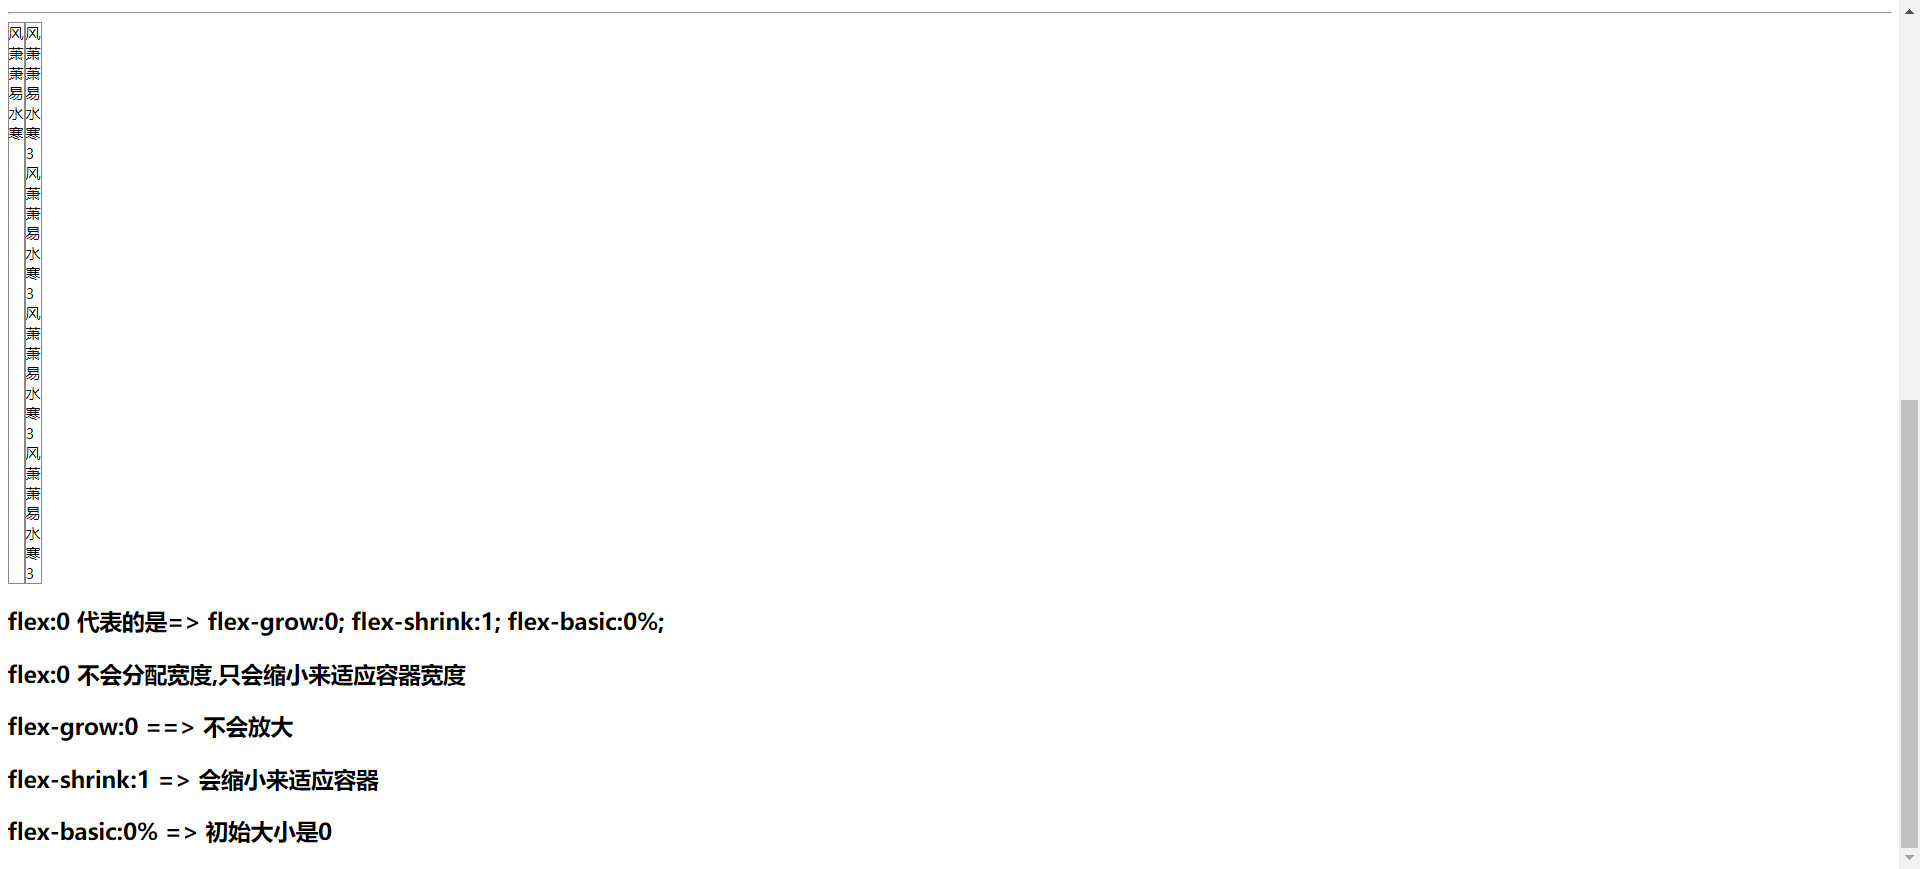 风
萧
萧
易
水
寒
风
萧
萧
易
水
寒
3
风
萧
萧
易
水
寒
3
风
萧
萧
易
水
寒
3
风
萧
萧
易
水
寒
3
flex:0 代表的是=> flex-grow:0; flex-shrink:1; flex-basic:0%;
flex:0 不会分配宽度,只会缩小来适应容器宽度
flex-grow:0 ==> 不会放大
flex-shrink:1 => 会缩小来适应容器
flex-basic:0% => 初始大小是0